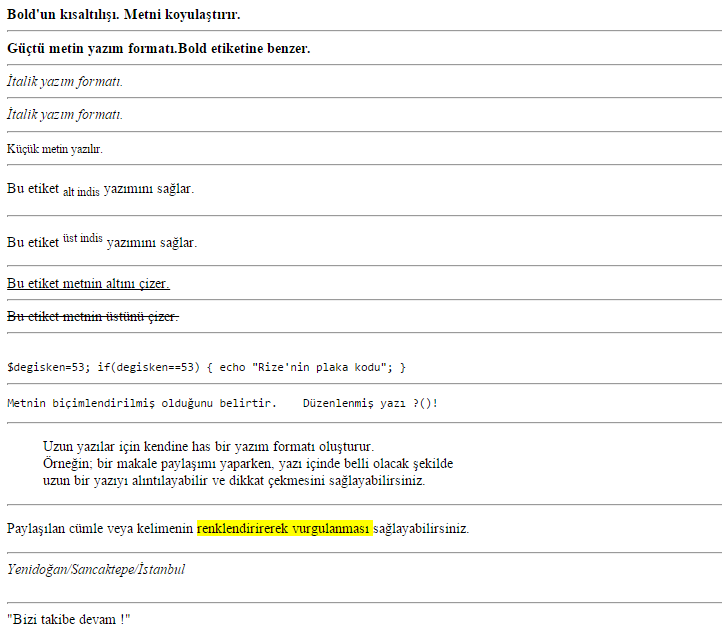 Bold'un kısaltılışı. Metni koyulaştırır.
Güçtü metin yazım formatı.Bold etiketine benzer.
İtalik yazım formatı.
İtalik yazım formatı.
Küçük metin yazılır.
Bu etiket alt indis yazımını sağlar.
Bu etiket üst indis yazımını sağlar.
Bu etiket metnin altını çizer.
Bu etiket metnin üstünü çizer.
$degisken=53; if(degisken==53) { echo "Rize'nin plaka kodu"; }
Metnin biçimlendirilmiş olduğunu belirtir.    Düzenlenmiş yazı ?()!
Uzun yazılar için kendine has bir yazım formatı oluşturur.
Örneğin; bir makale paylaşımı yaparken, yazı içinde belli olacak şekilde
uzun bir yazıyı alıntılayabilir ve dikkat çekmesini sağlayabilirsiniz.
Paylaşılan cümle veya kelimenin renklendirirerek vurgulanması sağlayabilirsiniz.
Yenidoğan/Sancaktepe/İstanbul
"Bizi takibe devam !"